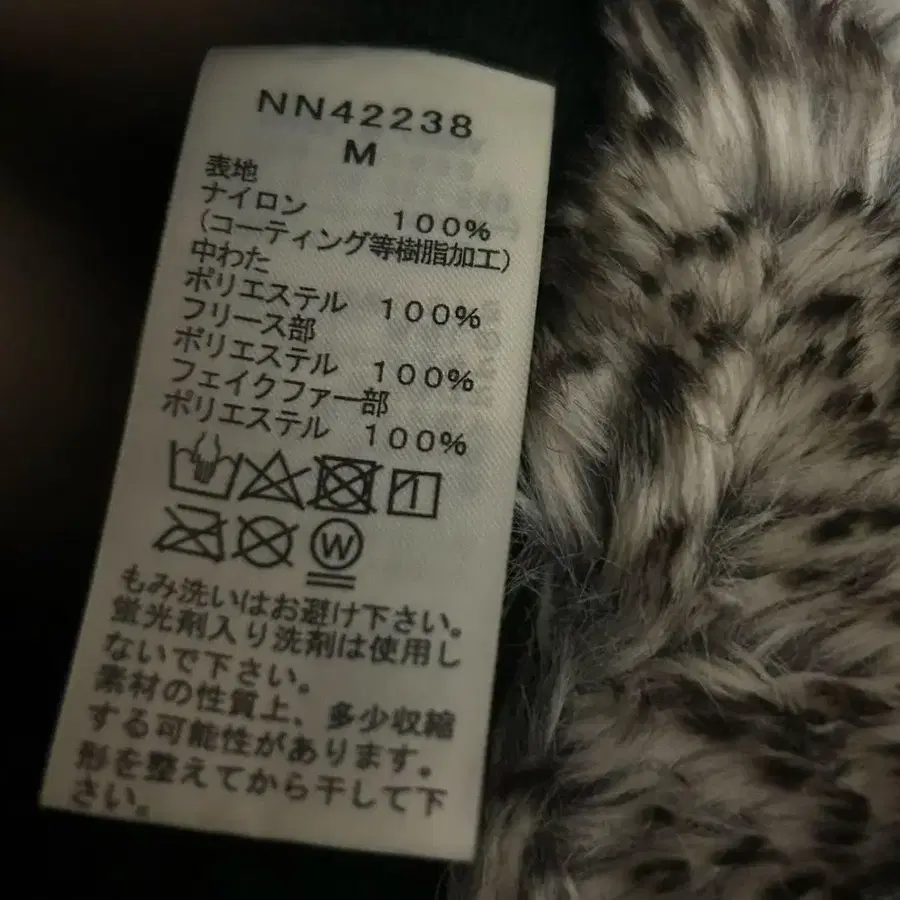 NN42238
M
表地
ナイロン 100%
(コーティング等樹脂加工)
中わた
ポリエステル 100%
フリース部
ポリエステル 100%
フェイクファー部
ポリエステル 100%
W
もみ洗いはお避け下さい。
蛍光剤入り洗剤は使用し
ないで下さい。
素材の性質上、多少収縮
する可能性があります。
形を整えてから干して下
さい。